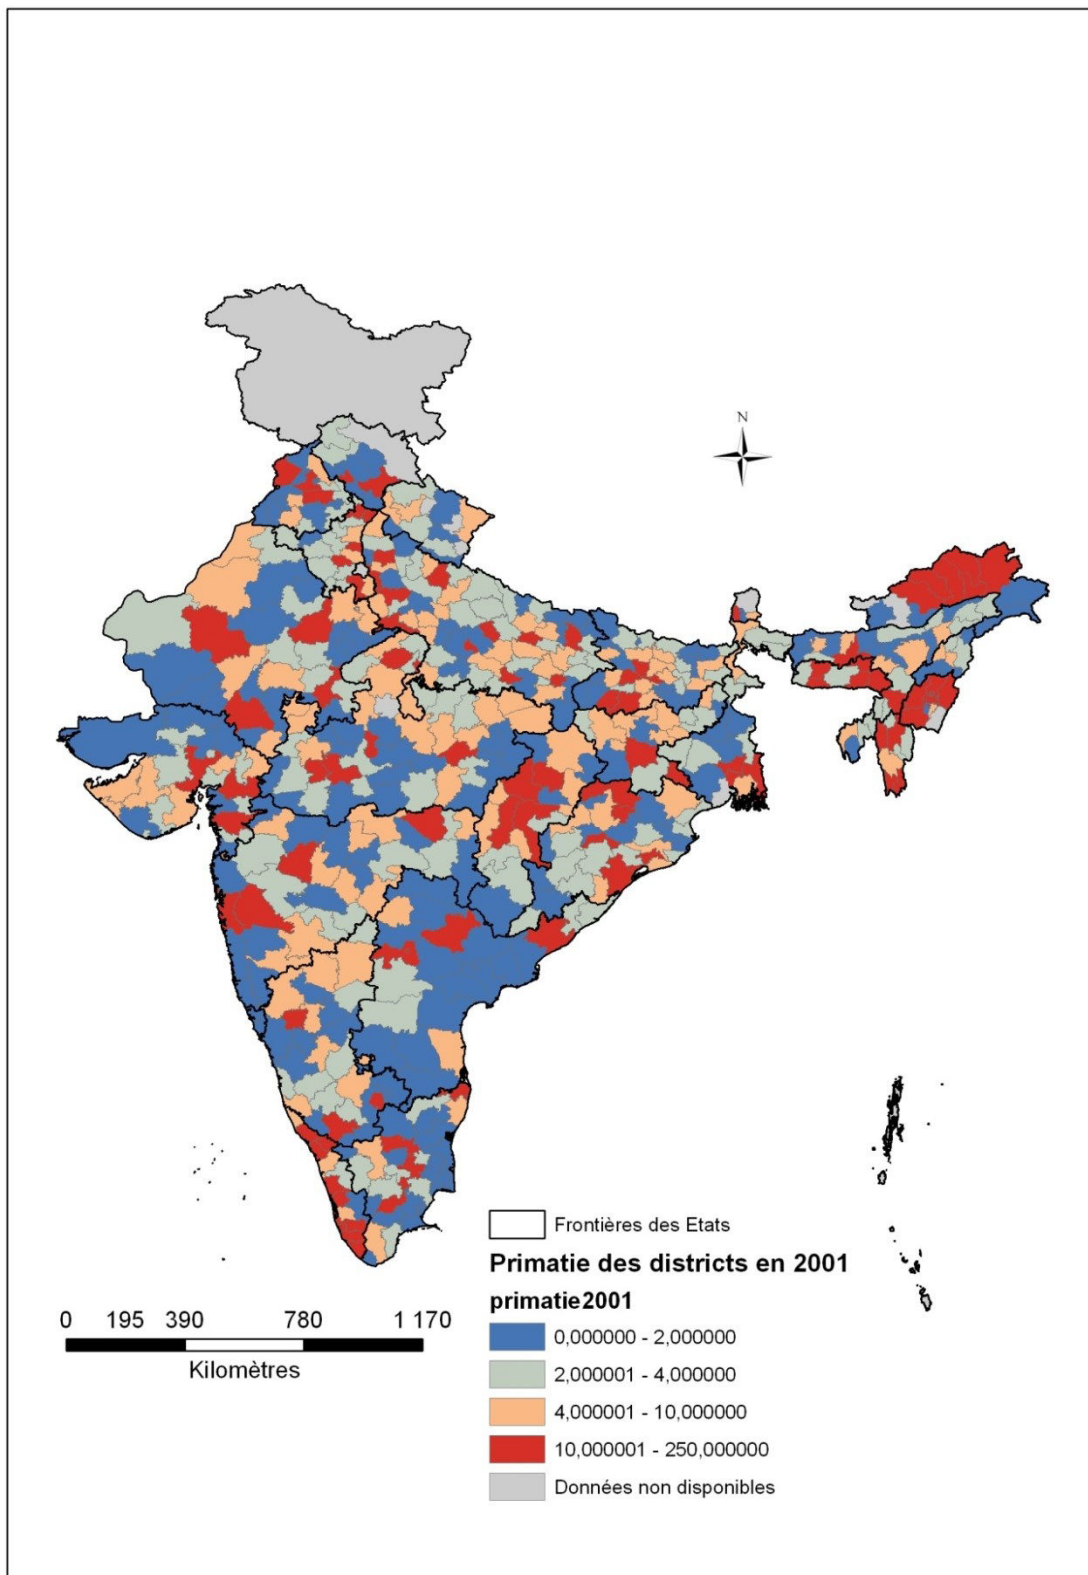 N
Frontières des Etats
Primatie des districts en 2001
primatie2001
0,000000 - 2,000000
2,000001 - 4,000000
4,000001 - 10,000000
10,000001 - 250,000000
Données non disponibles
0 195 390 780 1 170
Kilomètres